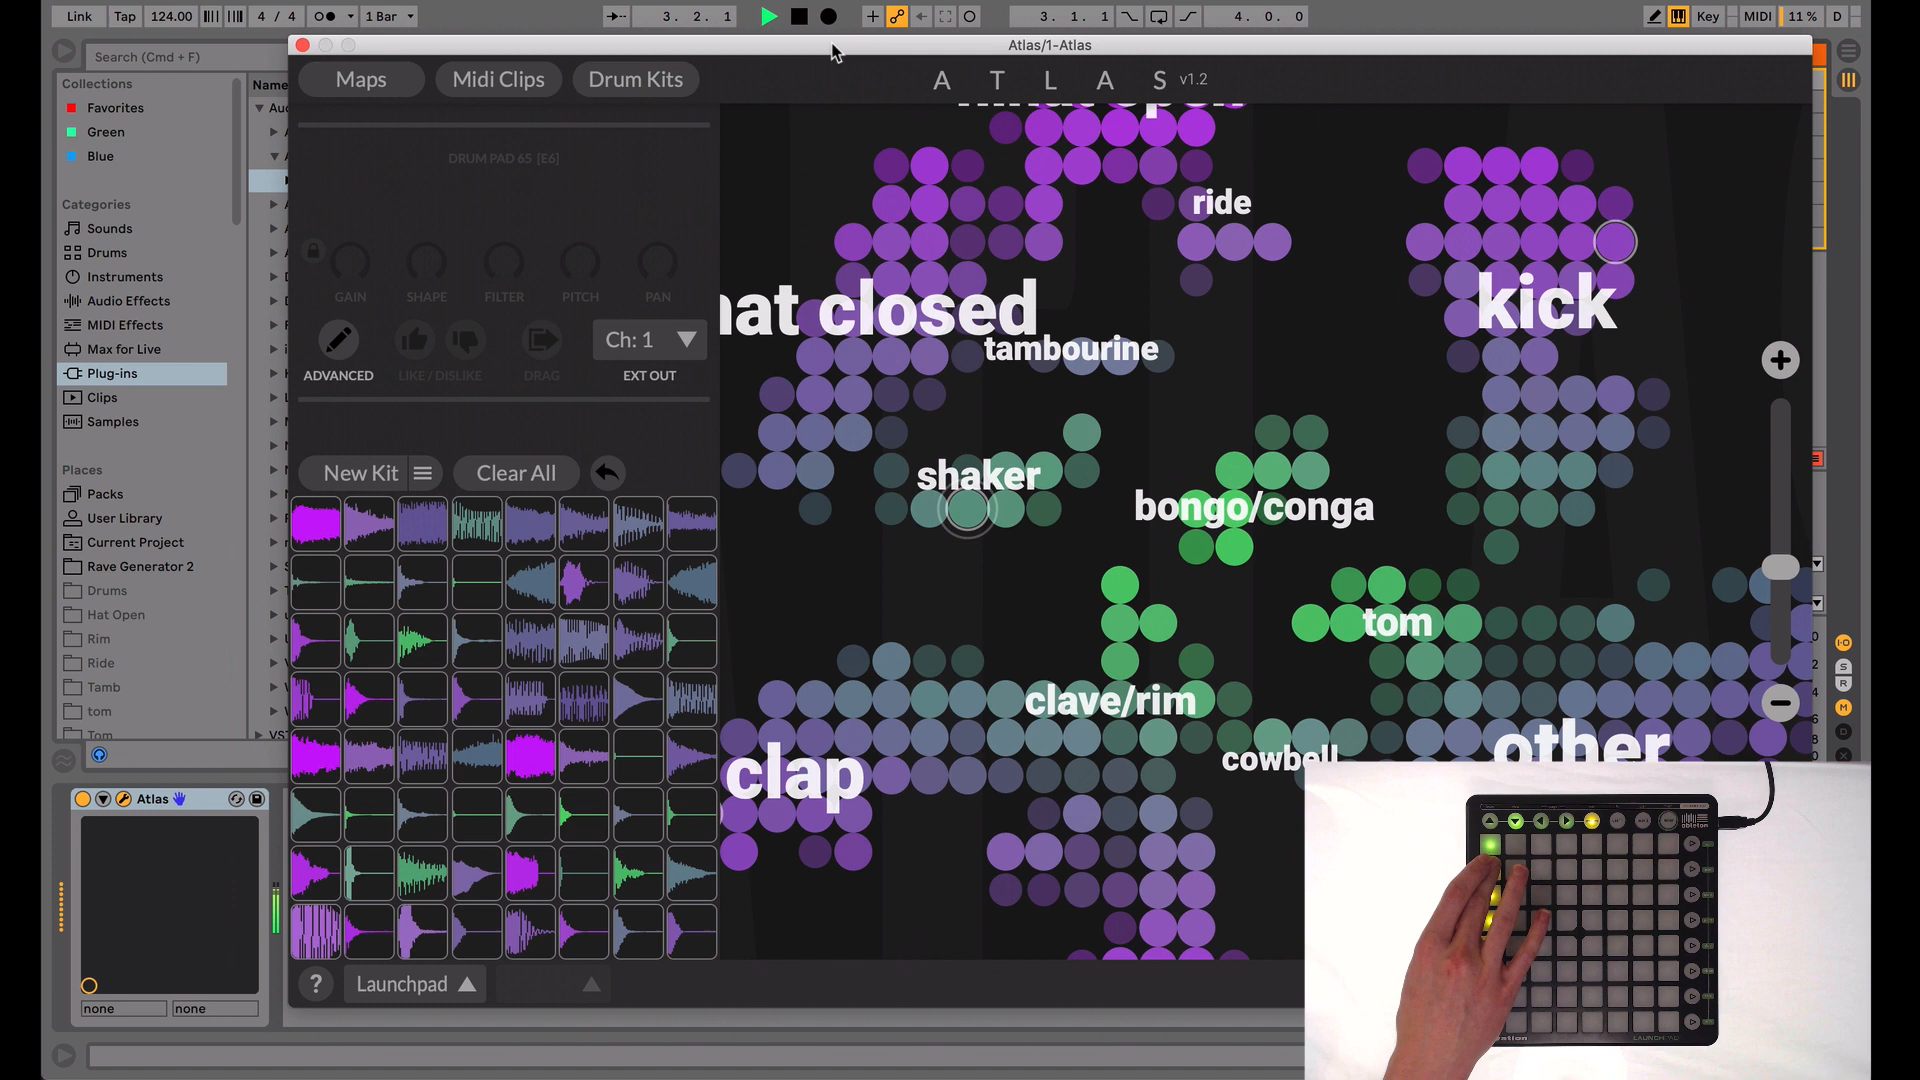 Link
Tap
124.00
4 / 4
1 Bar
3. 2. 1
3. 1. 1
4. 0. 0
Key
MIDI
11 %
D
Atlas/1-Atlas
Search (Cmd + F)
Collections
Favorites
Green
Blue
Categories
Sounds
Drums
Instruments
Audio Effects
MIDI Effects
Max for Live
Plug-ins
Clips
Samples
Places
Packs
User Library
Current Project
Rave Generator 2
Drums
Hat Open
Rim
Ride
Tamb
tom
Tom
Name
Maps
Midi Clips
Drum Kits
A T L A S v1.2
DRUM PAD 65 [E6]
GAIN
SHAPE
FILTER
PITCH
PAN
Ch: 1
ADVANCED
LIKE / DISLIKE
DRAG
EXT OUT
New Kit
Clear All
?
Launchpad
ride
hat closed
tambourine
kick
shaker
bongo/conga
tom
clave/rim
cowbell
clap
other
Atlas
none
none
I-O
S
R
M
D
ableton